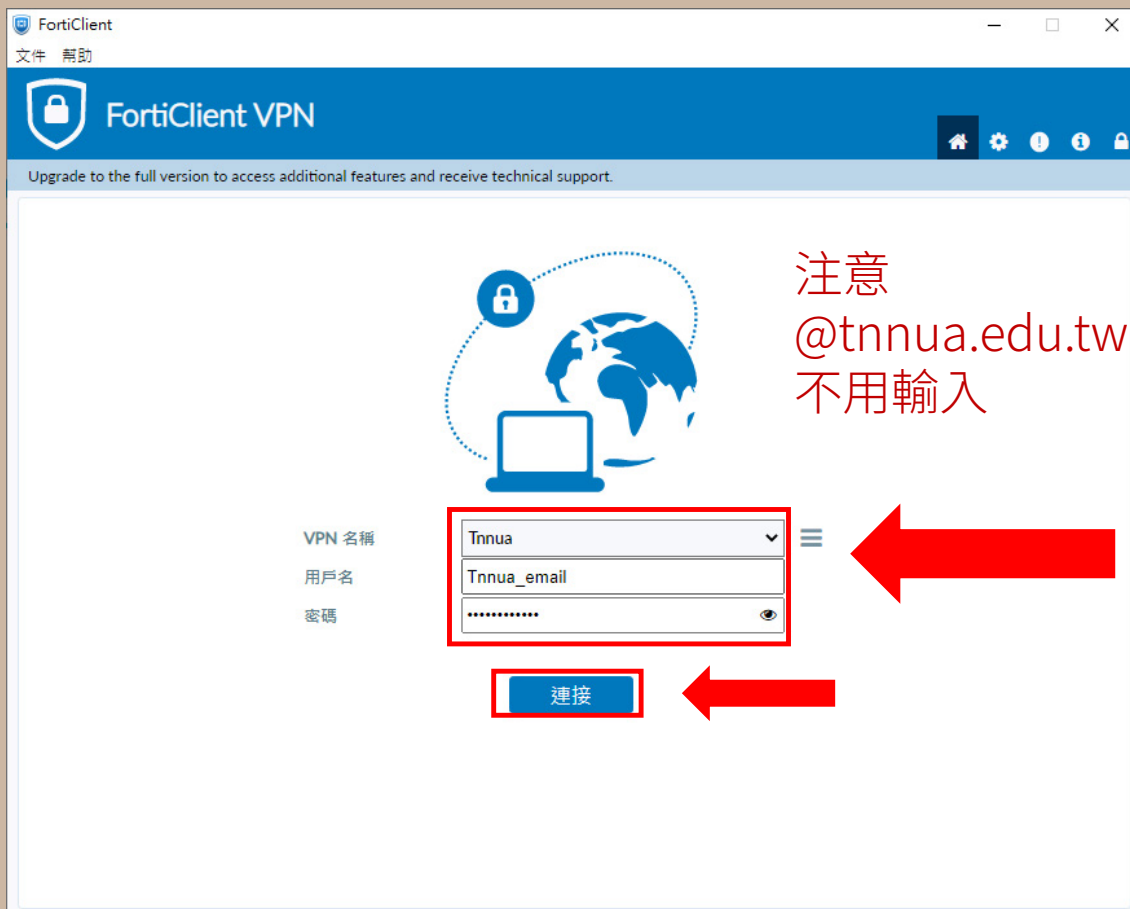 FortiClient
文件 幫助
FortiClient VPN
Upgrade to the full version to access additional features and receive technical support.
注意
@tnnua.edu.tw
不用輸入
VPN 名稱 Tnnua
用戶名 Tnnua_email
密碼 ••••••••••••
連接